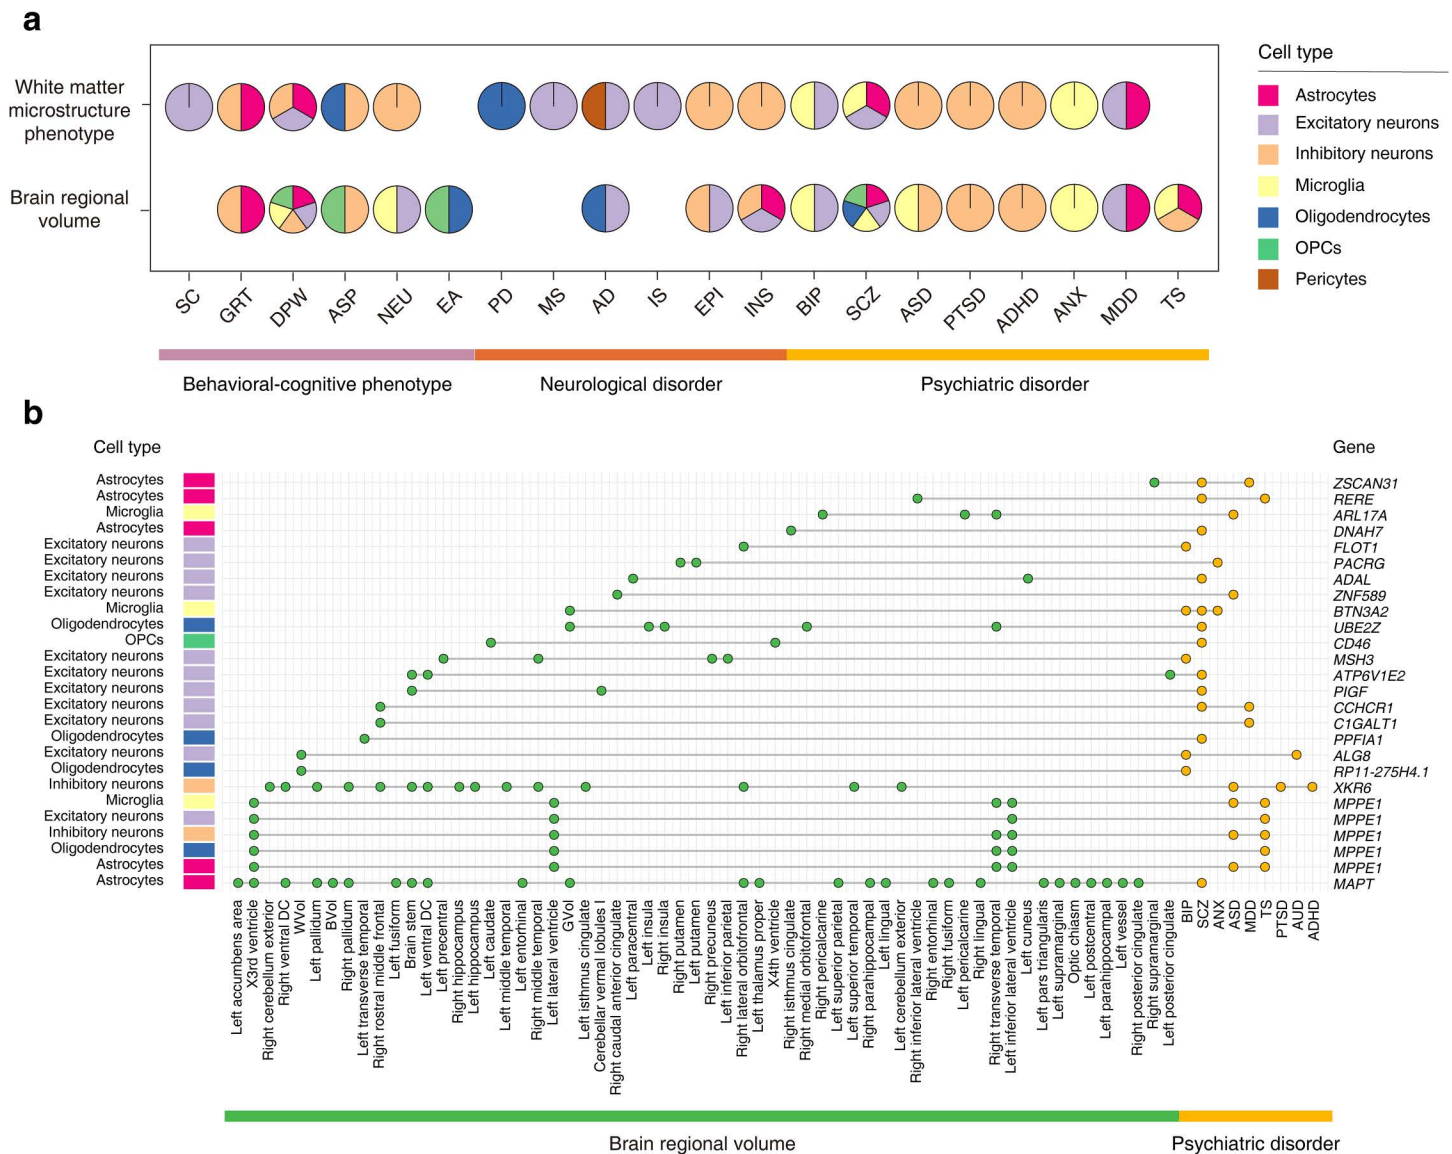 a
White matter
microstructure
phenotype
Brain regional
volume
SC
GRT
DPW
ASP
NEU
EA
PD
MS
AD
IS
EPI
INS
BIP
SCZ
ASD
PTSD
ADHD
ANX
MDD
TS
Behavioral-cognitive phenotype
Neurological disorder
Psychiatric disorder
Cell type
Astrocytes
Excitatory neurons
Inhibitory neurons
Microglia
Oligodendrocytes
OPCs
Pericytes
b
Cell type
Gene
Astrocytes ZSCAN31
Astrocytes RERE
Microglia ARL17A
Astrocytes DNAH7
Excitatory neurons FLOT1
Excitatory neurons PACRG
Excitatory neurons ADAL
Excitatory neurons ZNF589
Microglia BTN3A2
Oligodendrocytes UBE2Z
OPCs CD46
Excitatory neurons MSH3
Excitatory neurons ATP6V1E2
Excitatory neurons PIGF
Excitatory neurons CCHCR1
Excitatory neurons C1GALT1
Oligodendrocytes PPFIA1
Excitatory neurons ALG8
Oligodendrocytes RP11-275H4.1
Inhibitory neurons XKR6
Microglia MPPE1
Excitatory neurons MPPE1
Inhibitory neurons MPPE1
Oligodendrocytes MPPE1
Astrocytes MPPE1
Astrocytes MAPT
Left accumbens area
X3rd ventricle
Right cerebellum exterior
Right ventral DC
WVol
Left pallidum
BVol
Right pallidum
Left transverse temporal
Right rostral middle frontal
Left fusiform
Brain stem
Left ventral DC
Left precentral
Right hippocampus
Left hippocampus
Left caudate
Left middle temporal
Left entorhinal
Right middle temporal
Left lateral ventricle
GVol
Left isthmus cingulate
Cerebellar vermal lobules I
Right caudal anterior cingulate
Left paracentral
Left insula
Right insula
Right putamen
Left putamen
Right precuneus
Left inferior parietal
Right lateral orbitofrontal
Left thalamus proper
X4th ventricle
Right isthmus cingulate
Right medial orbitofrontal
Right pericalcarine
Left superior parietal
Left superior temporal
Right parahippocampal
Left lingual
Left cerebellum exterior
Right inferior lateral ventricle
Right entorhinal
Right fusiform
Left pericalcarine
Right lingual
Right transverse temporal
Left inferior lateral ventricle
Left cuneus
Left pars triangularis
Left supramarginal
Optic chiasm
Left postcentral
Left parahippocampal
Left vessel
Right posterior cingulate
Right supramarginal
Left posterior cingulate
BIP
SCZ
ANX
ASD
MDD
TS
PTSD
AUD
ADHD
Brain regional volume
Psychiatric disorder